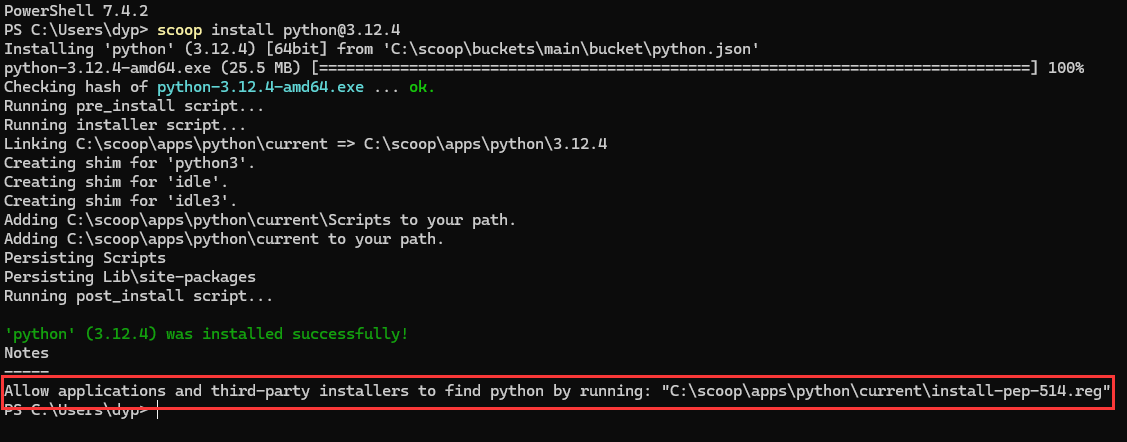 PowerShell 7.4.2
PS C:\Users\dyp> scoop install python@3.12.4
Installing 'python' (3.12.4) [64bit] from 'C:\scoop\buckets\main\bucket\python.json'
python-3.12.4-amd64.exe (25.5 MB) [===============================================================================] 100%
Checking hash of python-3.12.4-amd64.exe ... ok.
Running pre_install script...
Running installer script...
Linking C:\scoop\apps\python\current => C:\scoop\apps\python\3.12.4
Creating shim for 'python3'.
Creating shim for 'idle'.
Creating shim for 'idle3'.
Adding C:\scoop\apps\python\current\Scripts to your path.
Adding C:\scoop\apps\python\current to your path.
Persisting Scripts
Persisting Lib\site-packages
Running post_install script...
'python' (3.12.4) was installed successfully!
Notes
-----
Allow applications and third-party installers to find python by running: "C:\scoop\apps\python\current\install-pep-514.reg"
PS C:\Users\dyp>